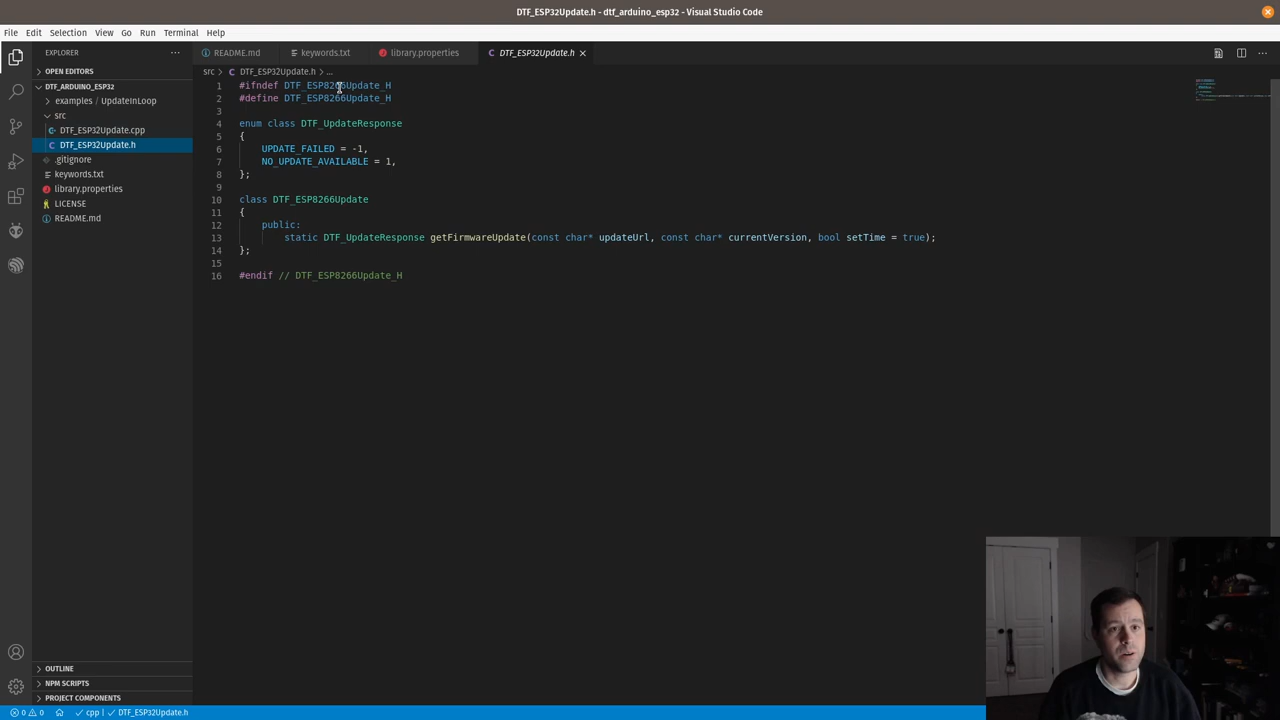 DTF_ESP32Update.h - dtf_arduino_esp32 - Visual Studio Code
File Edit Selection View Go Run Terminal Help
EXPLORER
README.md keywords.txt library.properties DTF_ESP32Update.h
OPEN EDITORS
src > DTF_ESP32Update.h > ...
DTF_ARDUINO_ESP32
examples / UpdateInLoop
src
DTF_ESP32Update.cpp
DTF_ESP32Update.h
.gitignore
keywords.txt
library.properties
LICENSE
README.md
1 #ifndef DTF_ESP8266Update_H
2 #define DTF_ESP8266Update_H
3
4 enum class DTF_UpdateResponse
5 {
6 UPDATE_FAILED = -1,
7 NO_UPDATE_AVAILABLE = 1,
8 };
9
10 class DTF_ESP8266Update
11 {
12 public:
13 static DTF_UpdateResponse getFirmwareUpdate(const char* updateUrl, const char* currentVersion, bool setTime = true);
14 };
15
16 #endif // DTF_ESP8266Update_H
OUTLINE
NPM SCRIPTS
PROJECT COMPONENTS
0 0 cpp | DTF_ESP32Update.h